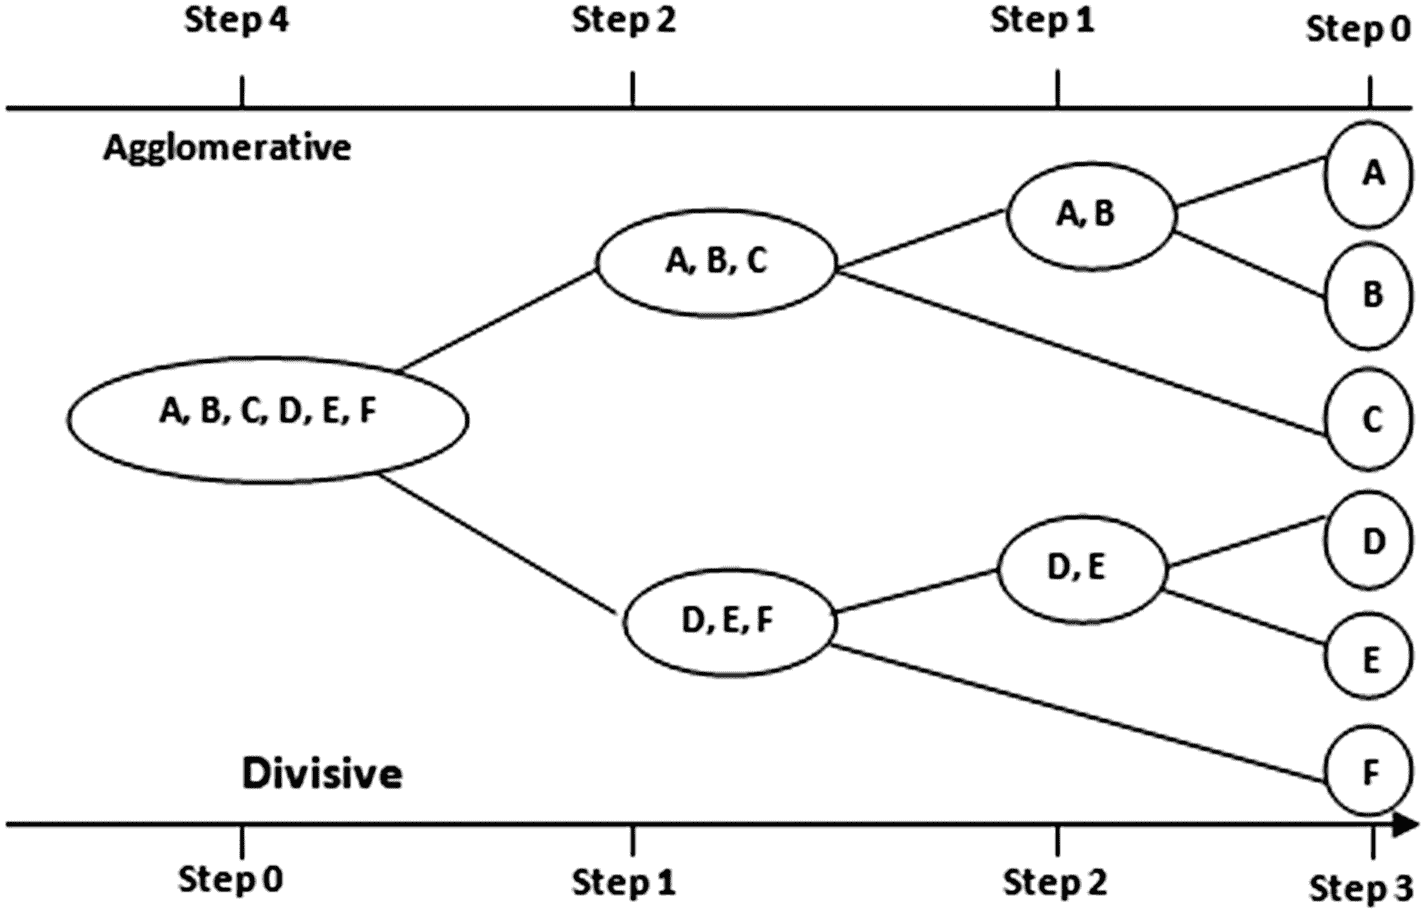 Step 4 Step 2 Step 1 Step 0
Agglomerative
A
A, B
B
A, B, C
C
A, B, C, D, E, F
D
D, E
E
D, E, F
F
Divisive
Step 0 Step 1 Step 2 Step 3